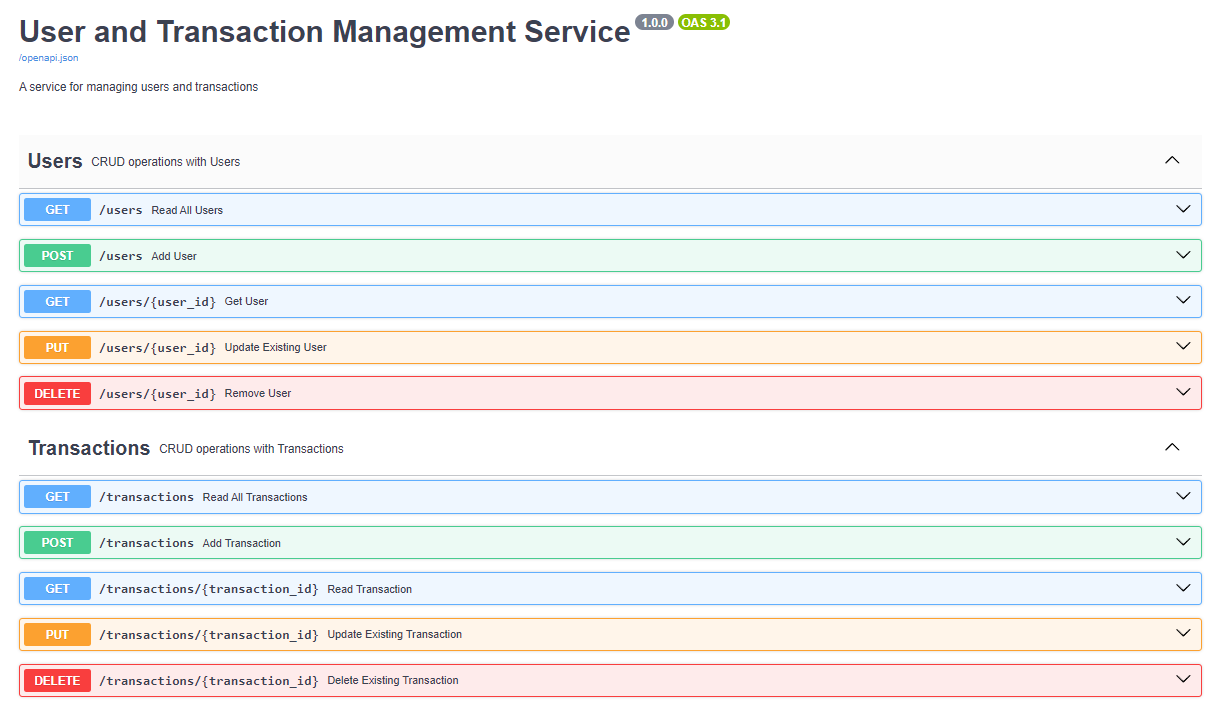 User and Transaction Management Service 1.0.0 OAS 3.1
/openapi.json
A service for managing users and transactions
Users CRUD operations with Users
GET /users Read All Users
POST /users Add User
GET /users/{user_id} Get User
PUT /users/{user_id} Update Existing User
DELETE /users/{user_id} Remove User
Transactions CRUD operations with Transactions
GET /transactions Read All Transactions
POST /transactions Add Transaction
GET /transactions/{transaction_id} Read Transaction
PUT /transactions/{transaction_id} Update Existing Transaction
DELETE /transactions/{transaction_id} Delete Existing Transaction